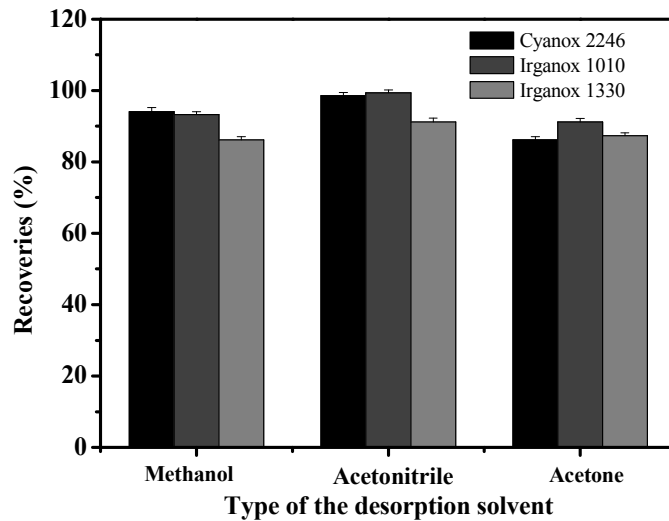 120
100
80
60
40
20
0
Recoveries (%)
Cyanox 2246
Irganox 1010
Irganox 1330
Methanol Acetonitrile Acetone
Type of the desorption solvent